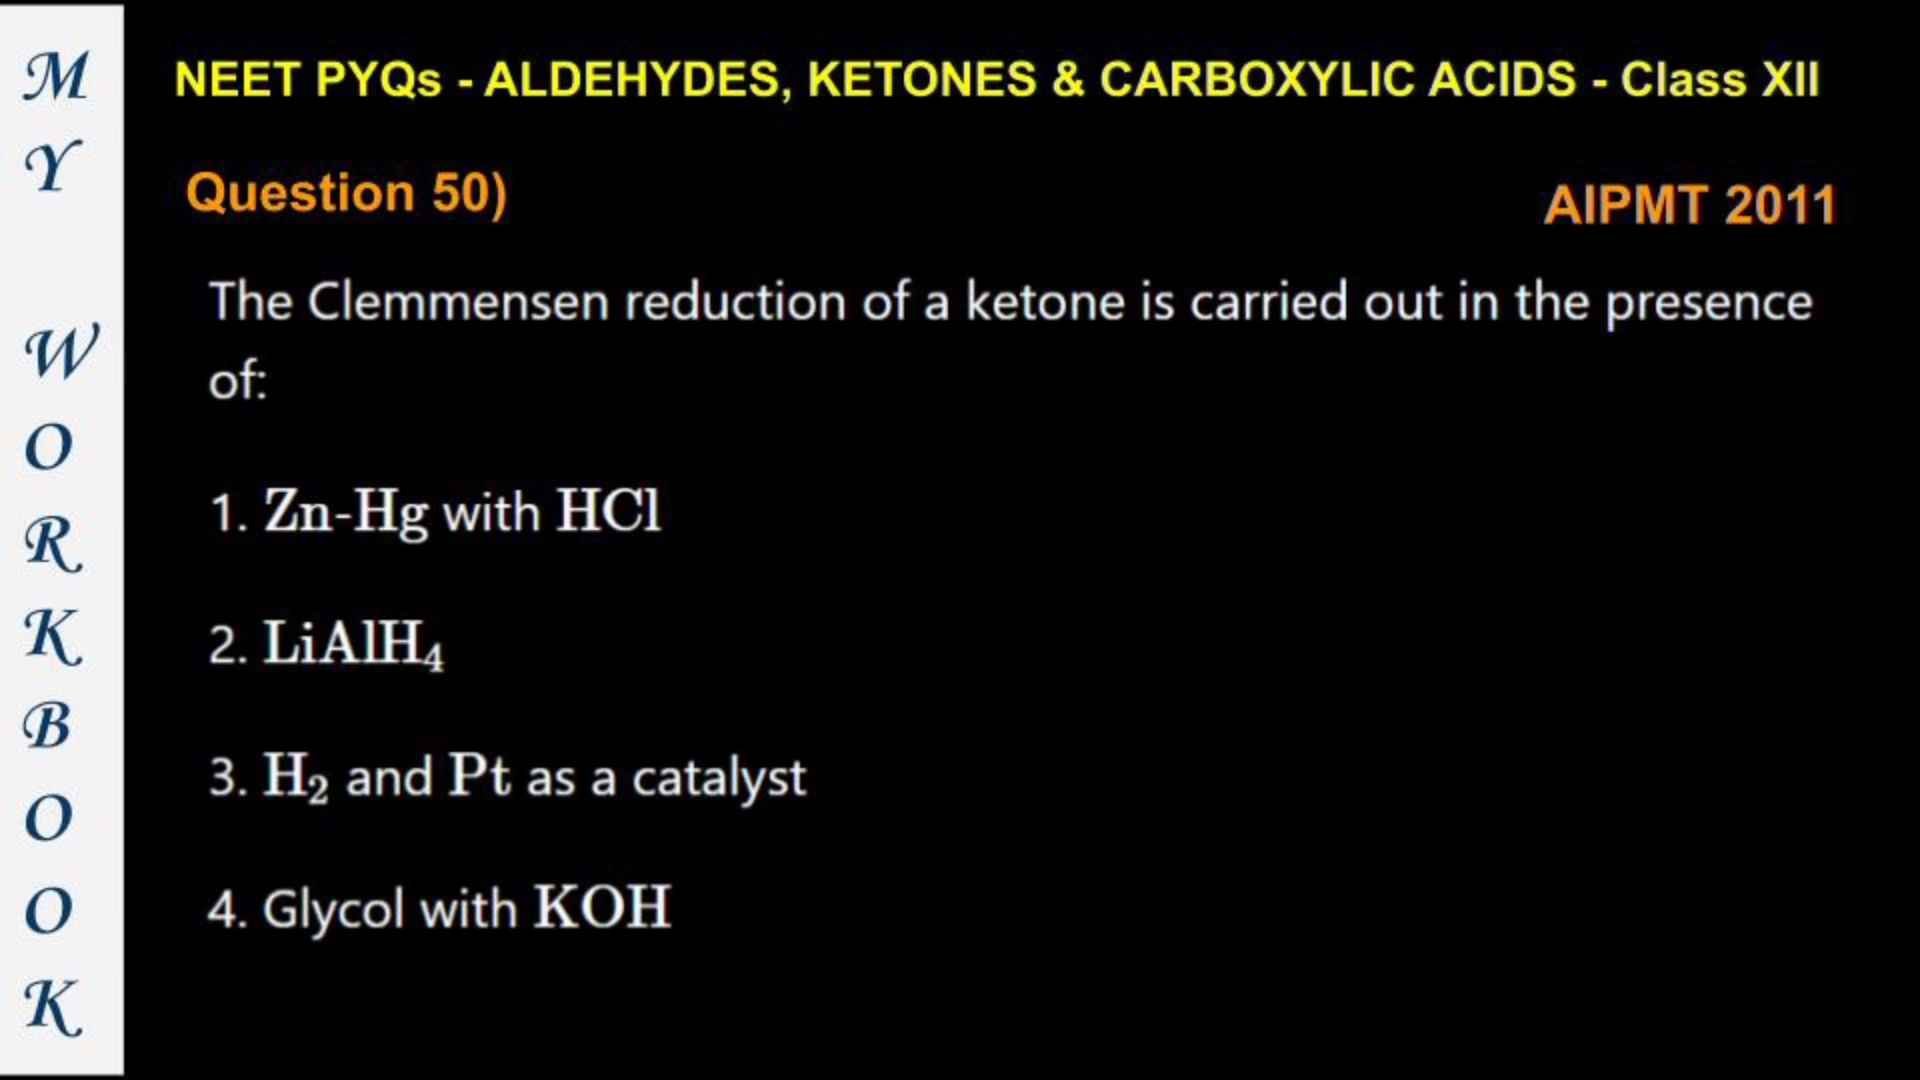 MY WORKBOOK
NEET PYQs - ALDEHYDES, KETONES & CARBOXYLIC ACIDS - Class XII
Question 50)
AIPMT 2011
The Clemmensen reduction of a ketone is carried out in the presence
of:
1. Zn-Hg with HCl
2. LiAlH₄
3. H₂ and Pt as a catalyst
4. Glycol with KOH